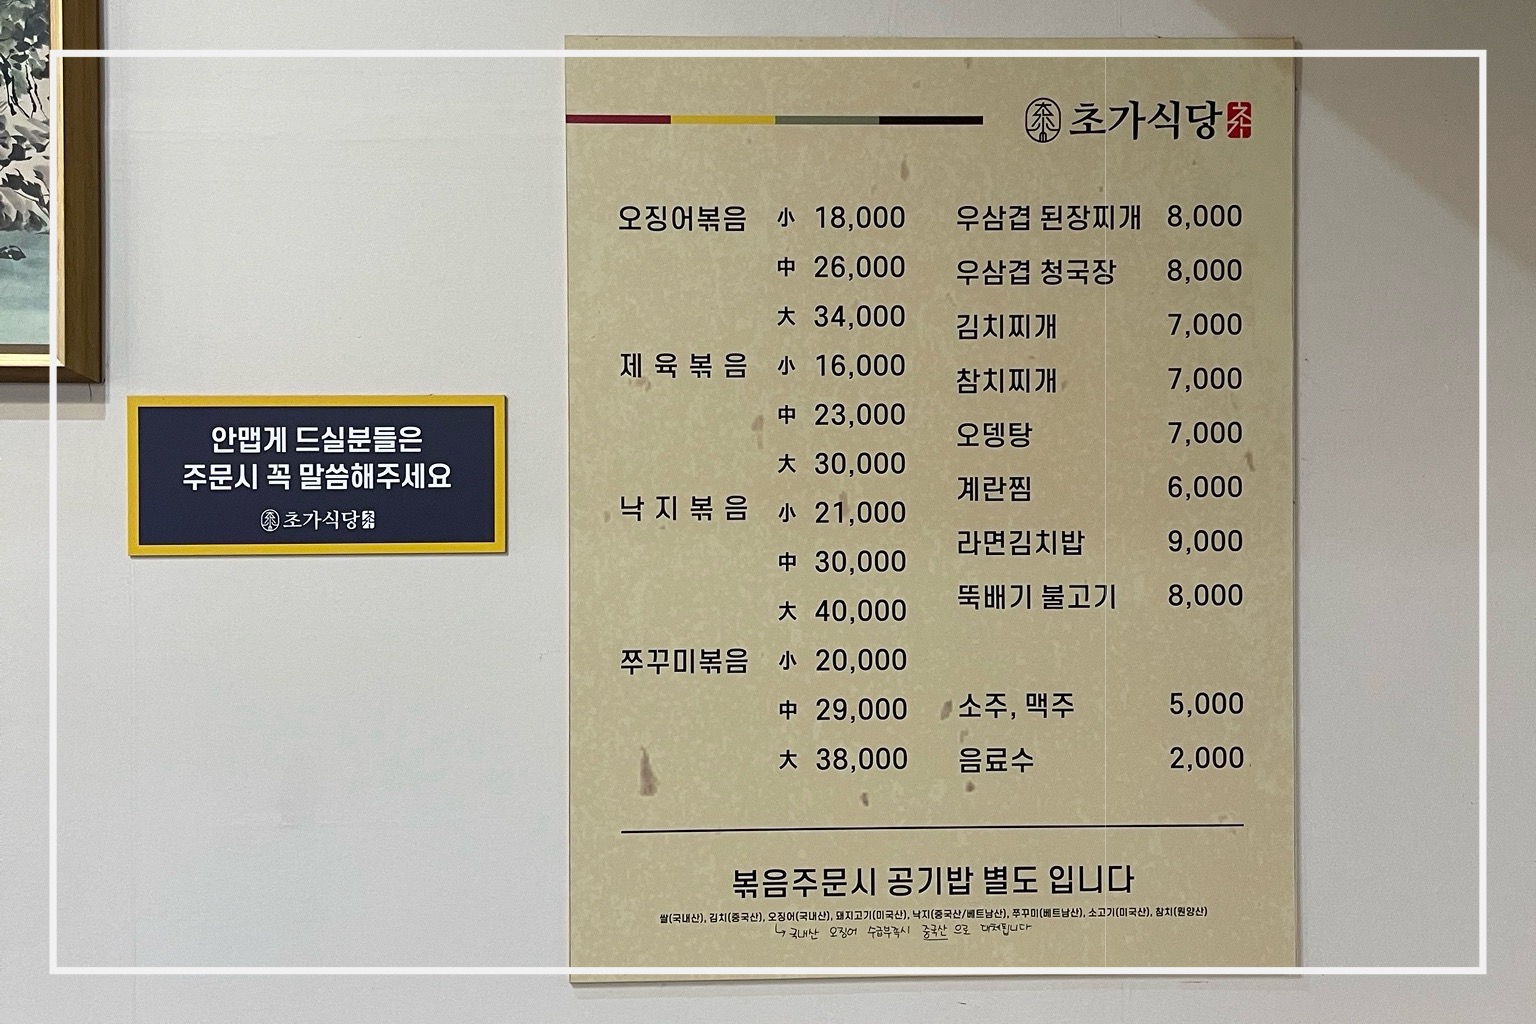 안맵게 드실분들은
주문시 꼭 말씀해주세요
초가식당
초가식당
오징어볶음 小 18,000
中 26,000
大 34,000
제육볶음 小 16,000
中 23,000
大 30,000
낙지볶음 小 21,000
中 30,000
大 40,000
쭈꾸미볶음 小 20,000
中 29,000
大 38,000
우삼겹 된장찌개 8,000
우삼겹 청국장 8,000
김치찌개 7,000
참치찌개 7,000
오뎅탕 7,000
계란찜 6,000
라면김치밥 9,000
뚝배기 불고기 8,000
소주, 맥주 5,000
음료수 2,000
볶음주문시 공기밥 별도 입니다
쌀(국내산), 김치(중국산), 오징어(국내산), 돼지고기(미국산), 낙지(중국산/베트남산), 쭈꾸미(베트남산), 소고기(미국산), 참치(원양산)
↳국내산 오징어 수급부족시 중국산 으로 대체됩니다